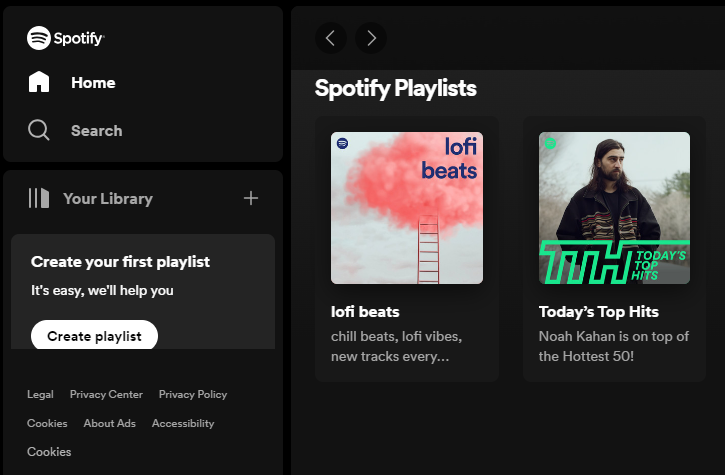 Spotify
Home
Search
Your Library
Create your first playlist
It's easy, we'll help you
Create playlist
Legal Privacy Center Privacy Policy
Cookies About Ads Accessibility
Cookies
Spotify Playlists
lofi
beats
lofi beats
chill beats, lofi vibes,
new tracks every...
TTH TODAY'S
TOP
HITS
Today's Top Hits
Noah Kahan is on top of
the Hottest 50!